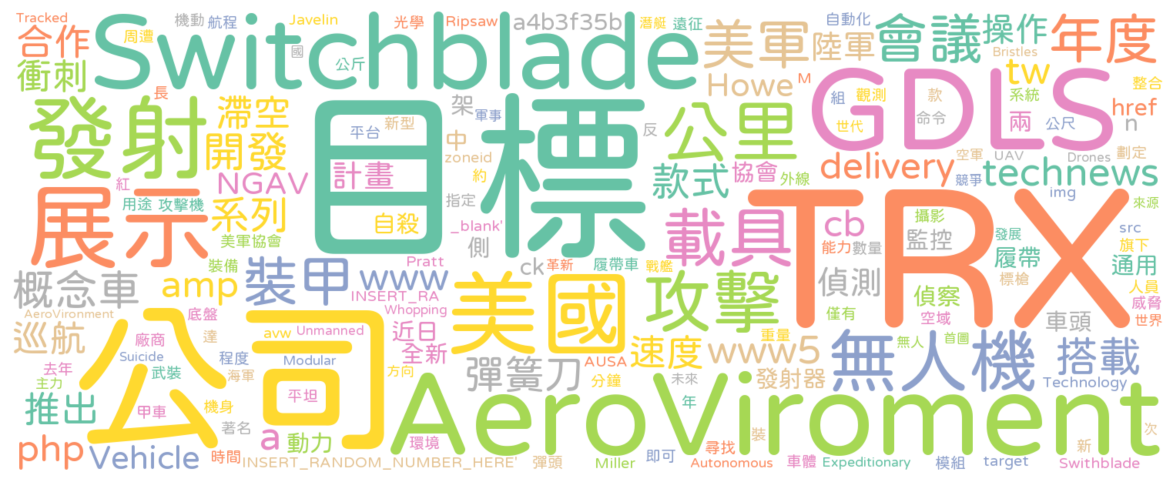 Tracked 機動 航程 Javelin 光學 Ripsaw a4b3f35b 潛艇 遠征 美軍 自動化 會議 操作 年度
合作 周遭 Switchblade 國 公斤 陸軍 Bristles tw 整合
衝刺 長 架 軍事 Howe M 組 觀測 款 系統 href
發射 滯空 平台 新型 中 反 公里 GDLS 世代 命令 兩 公尺 n
開發 目標 zoneid 協會 外線 delivery 空軍 UAV Drones 劃定
紅 NGAV 計畫 約 款式 競爭 img technews
展示 用途 攻擊機 系列 自殺 指定 _blank' 載具 TRX cb 攝影 發展 src 來源
美軍協會 側 能力 數量 監控 履帶 旗下 通用
概念車 裝備 裝甲 www Pratt ck 革新 履帶車 戰艦 偵測 標槍 人員
amp INSERT_RA 美國 攻擊 偵察 威脅
AeroVironment 底盤 avw Unmanned Whopping 僅有 空域 車頭 世界
巡航 廠商 達 公司 近日 AUSA 速度 重量 www5 無人機 無人 首圖 搭載
去年 Suicide 程度 Modular 全新 彈簧刀 方向 分鐘 發射器 Technology
主力 武裝 海軍 平坦 AeroViroment 未來
推出 甲車 機身 著名 年 裝 次
php Vehicle 時間 a 動力 環境 尋找 車體 新
INSERT_RANDOM_NUMBER_HERE' 彈頭 Miller 即可 Autonomous Expeditionary 模組 target Swithblade